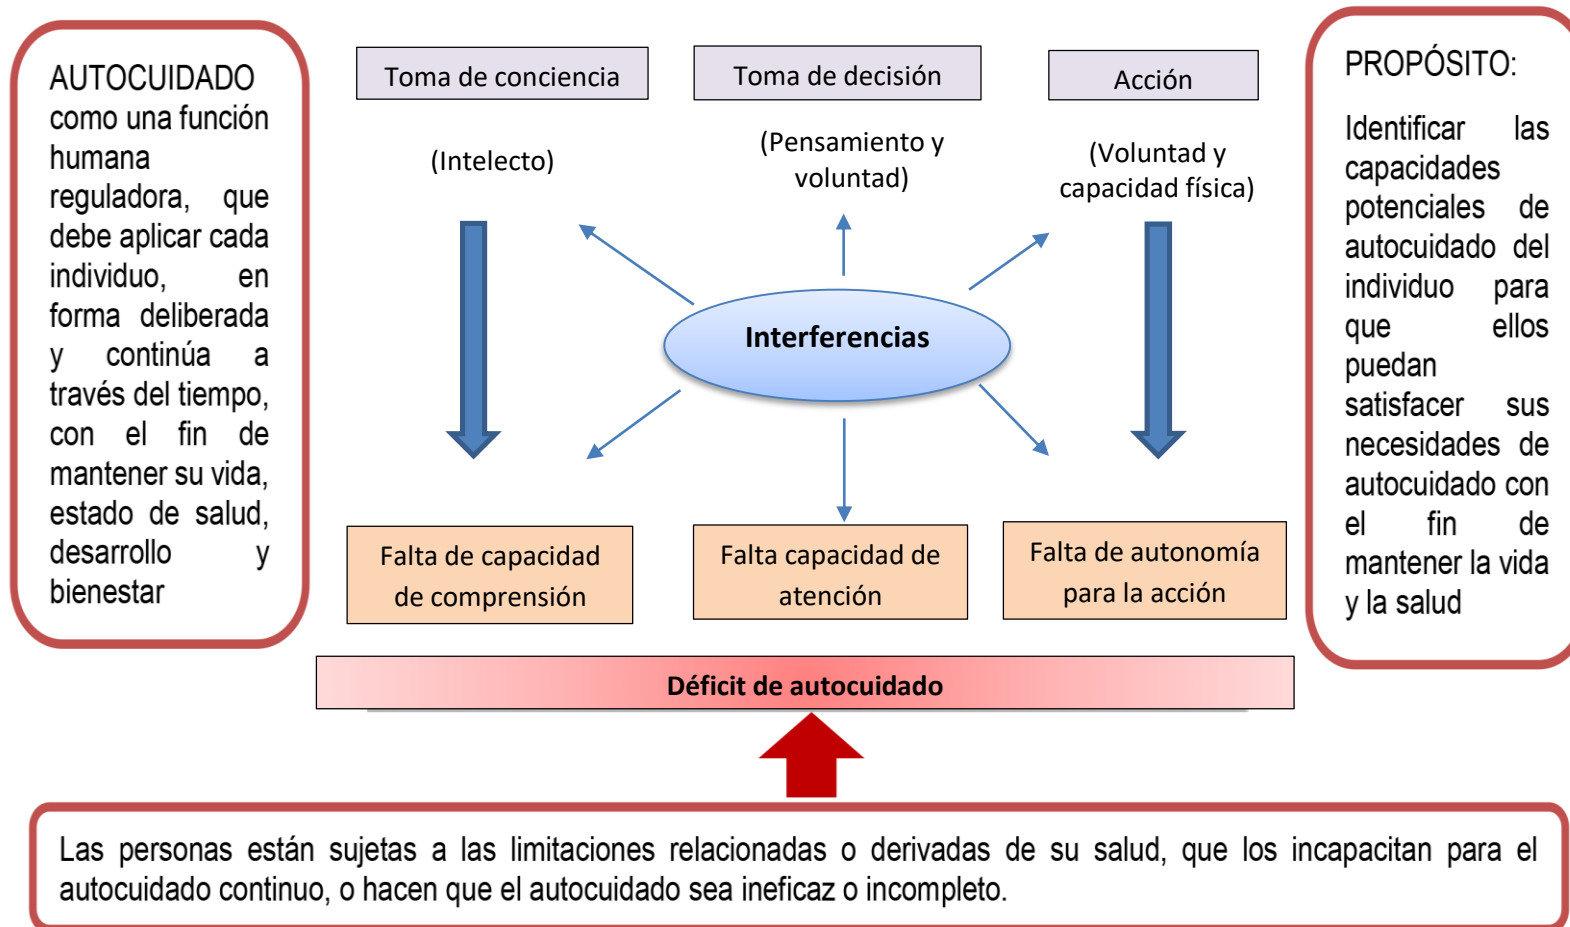 AUTOCUIDADO
como una función
humana
reguladora, que
debe aplicar cada
individuo, en
forma deliberada
y continúa a
través del tiempo,
con el fin de
mantener su vida,
estado de salud,
desarrollo y
bienestar
Toma de conciencia
(Intelecto)
Toma de decisión
(Pensamiento y
voluntad)
Acción
(Voluntad y
capacidad física)
Interferencias
Falta de capacidad
de comprensión
Falta capacidad de
atención
Falta de autonomía
para la acción
Déficit de autocuidado
PROPÓSITO:
Identificar las
capacidades
potenciales de
autocuidado del
individuo para
que ellos
puedan
satisfacer sus
necesidades de
autocuidado con
el fin de
mantener la vida
y la salud
Las personas están sujetas a las limitaciones relacionadas o derivadas de su salud, que los incapacitan para el
autocuidado continuo, o hacen que el autocuidado sea ineficaz o incompleto.